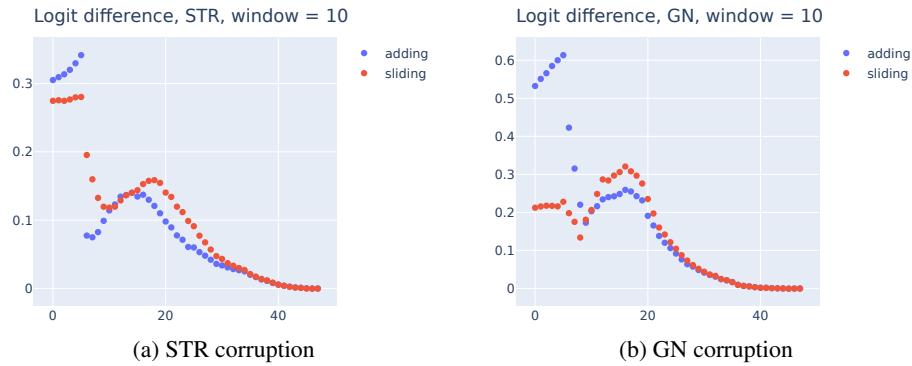 Logit difference, STR, window = 10
adding
sliding
0.3
0.2
0.1
0
0
20
40
(a) STR corruption
Logit difference, GN, window = 10
adding
sliding
0.6
0.5
0.4
0.3
0.2
0.1
0
0
20
40
(b) GN corruption